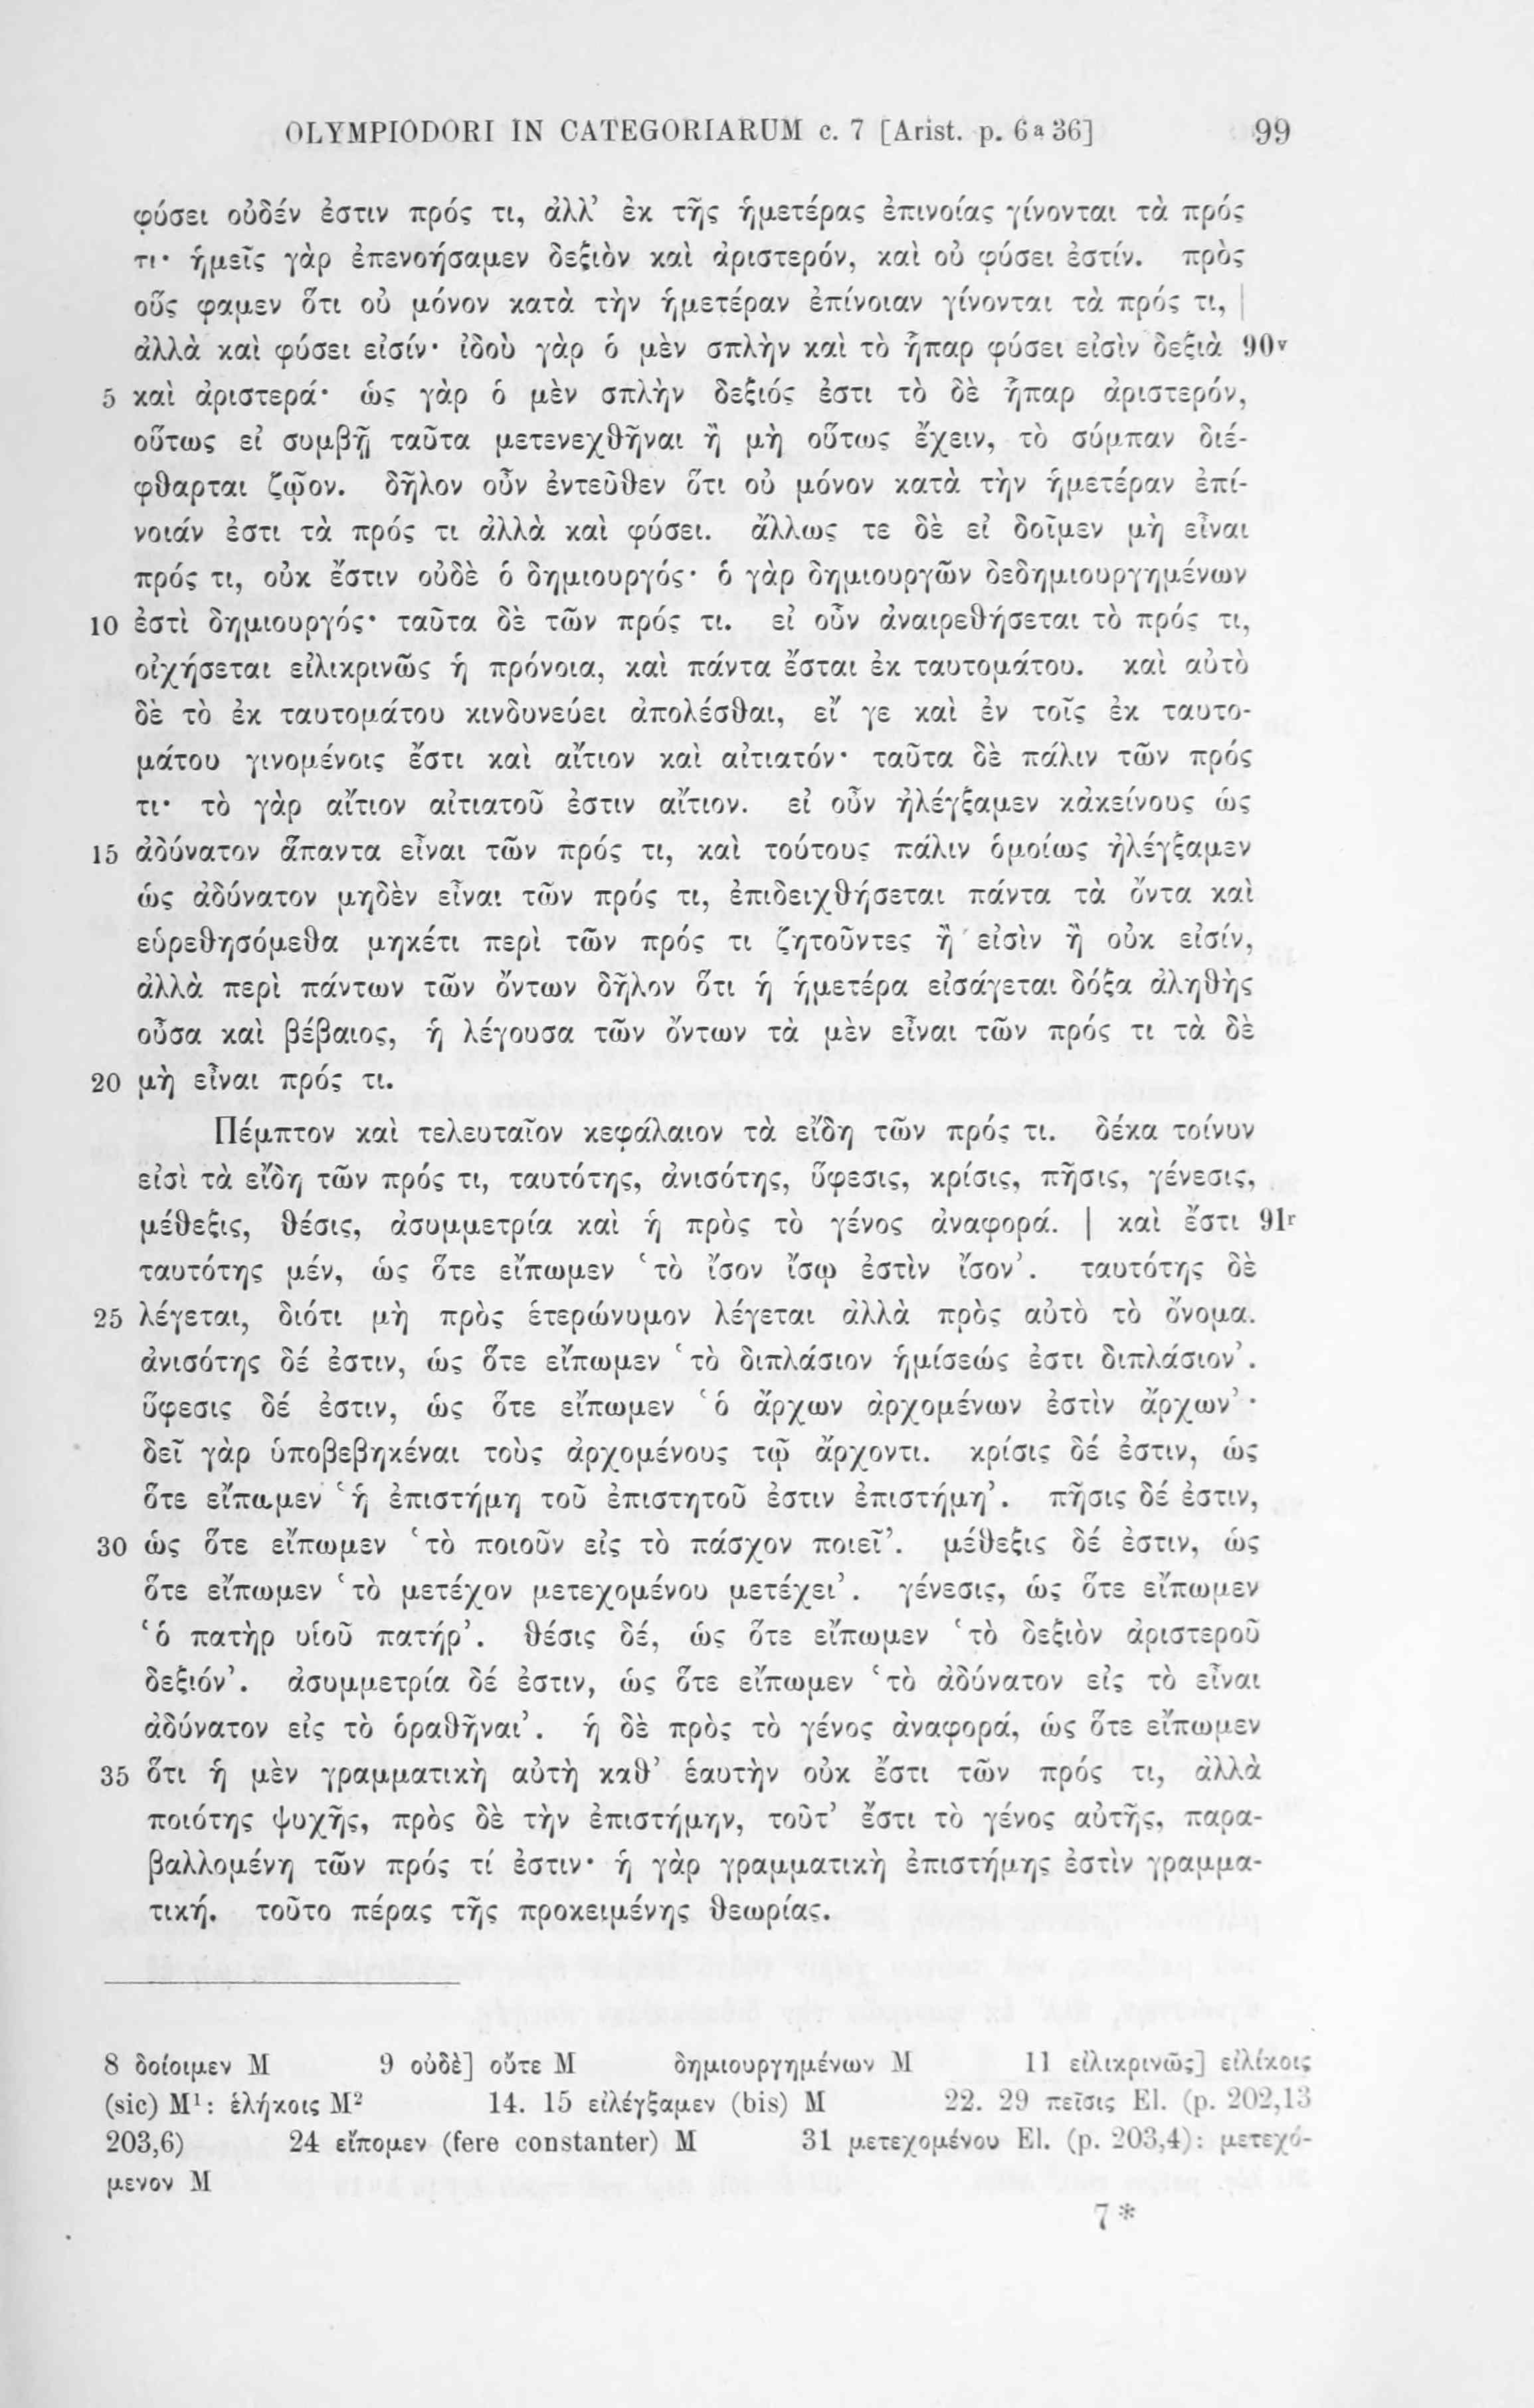 OLYMPIODORI IN CATEGORIARUM c. 7 [Arist. p. 6a36] 99
φύσει οὐδέν ἐστιν πρός τι, ἀλλ’ ἐκ τῆς ἡμετέρας ἐπινοίας γίνονται τὰ πρός
τι· ἡμεῖς γὰρ ἐπενοήσαμεν δεξιὸν καὶ ἀριστερόν, καὶ οὐ φύσει ἐστίν. πρὸς
οὕς φαμεν ὅτι οὐ μόνον κατὰ τὴν ἡμετέραν ἐπίνοιαν γίνονται τὰ πρός τι, |
ἀλλὰ καὶ φύσει εἰσίν· ἰδοὺ γὰρ ὁ μὲν σπλὴν καὶ τὸ ἧπαρ φύσει εἰσὶν δεξιὰ 90v
5 καὶ ἀριστερά· ὡς γὰρ ὁ μὲν σπλὴν δεξιός ἐστι τὸ δὲ ἧπαρ ἀριστερόν,
οὕτως εἰ συμβῇ ταῦτα μετενεχθῆναι ἢ μὴ οὕτως ἔχειν, τὸ σύμπαν διέ-
φθαρται ζῷον. δῆλον οὖν ἐντεῦθεν ὅτι οὐ μόνον κατὰ τὴν ἡμετέραν ἐπί-
νοιάν ἐστι τὰ πρός τι ἀλλὰ καὶ φύσει. ἄλλως τε δὲ εἰ δοῖμεν μὴ εἶναι
πρός τι, οὐκ ἔστιν οὐδὲ ὁ δημιουργός· ὁ γὰρ δημιουργῶν δεδημιουργημένων
10 ἐστὶ δημιουργός· ταῦτα δὲ τῶν πρός τι. εἰ οὖν ἀναιρεθήσεται τὸ πρός τι,
οἰχήσεται εἰλικρινῶς ἡ πρόνοια, καὶ πάντα ἔσται ἐκ ταυτομάτου. καὶ αὐτὸ
δὲ τὸ ἐκ ταυτομάτου κινδυνεύει ἀπολέσθαι, εἴ γε καὶ ἐν τοῖς ἐκ ταυτο-
μάτου γινομένοις ἔστι καὶ αἴτιον καὶ αἰτιατόν· ταῦτα δὲ πάλιν τῶν πρός
τι· τὸ γὰρ αἴτιον αἰτιατοῦ ἐστιν αἴτιον. εἰ οὖν ἠλέγξαμεν κἀκείνους ὡς
15 ἀδύνατον ἅπαντα εἶναι τῶν πρός τι, καὶ τούτους πάλιν ὁμοίως ἠλέγξαμεν
ὡς ἀδύνατον μηδὲν εἶναι τῶν πρός τι, ἐπιδειχθήσεται πάντα τὰ ὄντα καὶ
εὑρεθησόμεθα μηκέτι περὶ τῶν πρός τι ζητοῦντες ἢ εἰσὶν ἢ οὐκ εἰσίν,
ἀλλὰ περὶ πάντων τῶν ὄντων δῆλον ὅτι ἡ ἡμετέρα εἰσάγεται δόξα ἀληθὴς
οὖσα καὶ βέβαιος, ἡ λέγουσα τῶν ὄντων τὰ μὲν εἶναι τῶν πρός τι τὰ δὲ
20 μὴ εἶναι πρός τι.
Πέμπτον καὶ τελευταῖον κεφάλαιον τὰ εἴδη τῶν πρός τι. δέκα τοίνυν
εἰσὶ τὰ εἴδη τῶν πρός τι, ταυτότης, ἀνισότης, ὕφεσις, κρίσις, πῆσις, γένεσις,
μέθεξις, θέσις, ἀσυμμετρία καὶ ἡ πρὸς τὸ γένος ἀναφορά. | καὶ ἔστι 91r
ταυτότης μέν, ὡς ὅτε εἴπωμεν ‘τὸ ἴσον ἴσῳ ἐστὶν ἴσον’. ταυτότης δὲ
25 λέγεται, διότι μὴ πρὸς ἑτερώνυμον λέγεται ἀλλὰ πρὸς αὐτὸ τὸ ὄνομα.
ἀνισότης δέ ἐστιν, ὡς ὅτε εἴπωμεν ‘τὸ διπλάσιον ἡμίσεώς ἐστι διπλάσιον’.
ὕφεσις δέ ἐστιν, ὡς ὅτε εἴπωμεν ‘ὁ ἄρχων ἀρχομένων ἐστὶν ἄρχων’·
δεῖ γὰρ ὑποβεβηκέναι τοὺς ἀρχομένους τῷ ἄρχοντι. κρίσις δέ ἐστιν, ὡς
ὅτε εἴπωμεν ‘ἡ ἐπιστήμη τοῦ ἐπιστητοῦ ἐστιν ἐπιστήμη’. πῆσις δέ ἐστιν,
30 ὡς ὅτε εἴπωμεν ‘τὸ ποιοῦν εἰς τὸ πάσχον ποιεῖ’. μέθεξις δέ ἐστιν, ὡς
ὅτε εἴπωμεν ‘τὸ μετέχον μετεχομένου μετέχει’. γένεσις, ὡς ὅτε εἴπωμεν
‘ὁ πατὴρ υἱοῦ πατήρ’. θέσις δέ, ὡς ὅτε εἴπωμεν ‘τὸ δεξιὸν ἀριστεροῦ
δεξιόν’. ἀσυμμετρία δέ ἐστιν, ὡς ὅτε εἴπωμεν ‘τὸ ἀδύνατον εἰς τὸ εἶναι
ἀδύνατον εἰς τὸ ὁραθῆναι’. ἡ δὲ πρὸς τὸ γένος ἀναφορά, ὡς ὅτε εἴπωμεν
35 ὅτι ἡ μὲν γραμματικὴ αὐτὴ καθ’ ἑαυτὴν οὐκ ἔστι τῶν πρός τι, ἀλλὰ
ποιότης ψυχῆς, πρὸς δὲ τὴν ἐπιστήμην, τοῦτ’ ἔστι τὸ γένος αὐτῆς, παρα-
βαλλομένη τῶν πρός τί ἐστιν· ἡ γὰρ γραμματικὴ ἐπιστήμης ἐστὶν γραμμα-
τική. τοῦτο πέρας τῆς προκειμένης θεωρίας.
8 δοίοιμεν M 9 οὐδὲ] οὔτε M δημιουργημένων M 11 εἰλικρινῶς] εἰλίκοις
(sic) M¹: ἑλήκοις M² 14. 15 εἰλέγξαμεν (bis) M 22. 29 πεῖσις El. (p. 202,13
203,6) 24 εἴπομεν (fere constanter) M 31 μετεχομένου El. (p. 203,4): μετεχό-
μενον M
7*